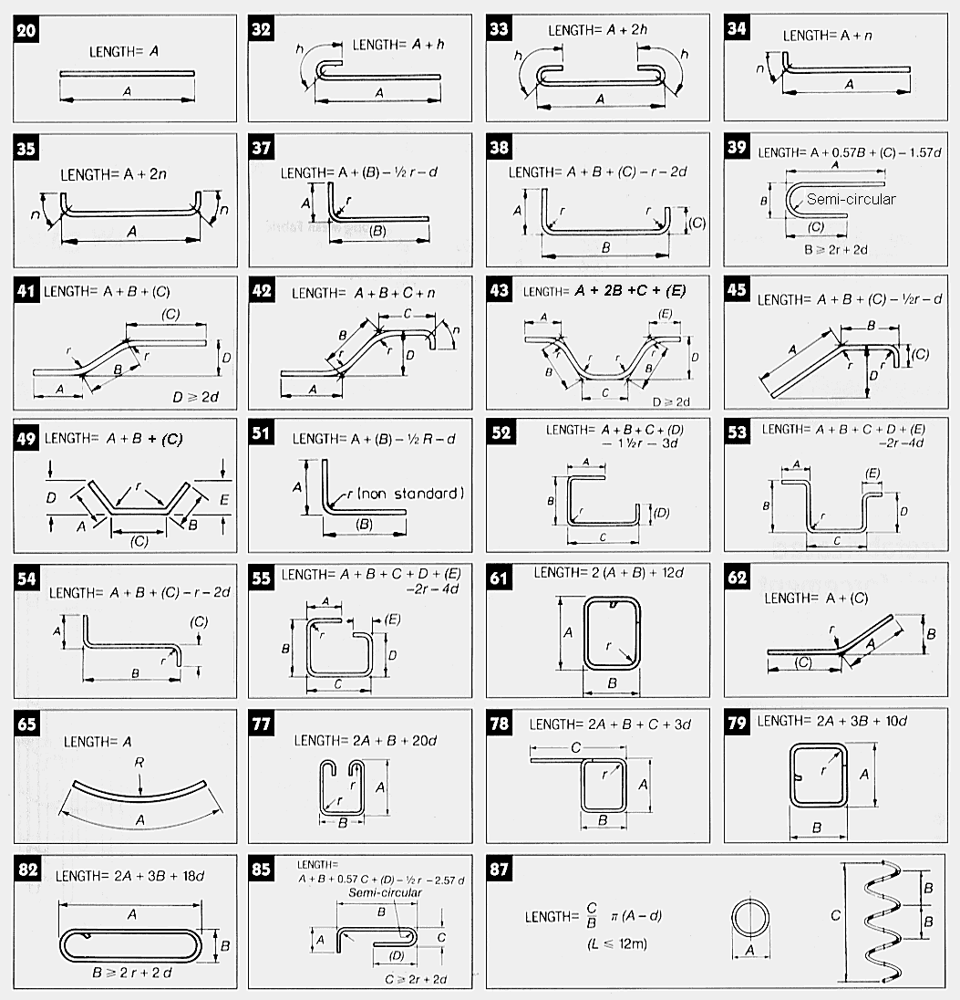 20
LENGTH= A
A
32
LENGTH= A + h
h
A
33
LENGTH= A + 2h
h
h
A
34
LENGTH= A + n
n
A
35
LENGTH= A + 2n
n
n
A
37
LENGTH= A + (B) – ½ r – d
A
r
(B)
38
LENGTH= A + B + (C) – r – 2d
A
r
r
(C)
B
39
LENGTH= A + 0.57B + (C) – 1.57d
A
B
Semi-circular
(C)
B ⩾ 2r + 2d
41
LENGTH= A + B + (C)
(C)
r
r
D
B
A
D ⩾ 2d
42
LENGTH= A + B + C + n
C
B
n
r
r
D
A
43
LENGTH= A + 2B +C + (E)
A
(E)
r
r
r
r
D
B
B
C
D ⩾ 2d
45
LENGTH= A + B + (C) – ½r – d
B
A
(C)
r
r
D
49
LENGTH= A + B + (C)
r
D
E
A
B
(C)
51
LENGTH= A + (B) – ½ R – d
A
r (non standard)
(B)
52
LENGTH= A + B + C + (D)
– 1 ½r – 3d
A
B
r
(D)
C
53
LENGTH= A + B + C + D + (E)
–2r –4d
A
(E)
B
D
r
C
54
LENGTH= A + B + (C) – r – 2d
A
(C)
r
B
55
LENGTH= A + B + C + D + (E)
–2r – 4d
A
(E)
r
B
D
C
61
LENGTH= 2 (A + B) + 12d
A
r
B
62
LENGTH= A + (C)
r
A
B
(C)
65
LENGTH= A
R
A
77
LENGTH= 2A + B + 20d
r
A
r
B
78
LENGTH= 2A + B + C + 3d
C
r
A
B
79
LENGTH= 2A + 3B + 10d
r
A
B
82
LENGTH= 2A + 3B + 18d
A
B
B ⩾ 2 r + 2 d
85
LENGTH=
A + B + 0.57 C + (D) – ½ r – 2.57 d
Semi-circular
B
A
C
(D)
C ⩾ 2r + 2d
87
LENGTH= C/B π (A – d)
(L ⩽ 12m)
A
C
B
B